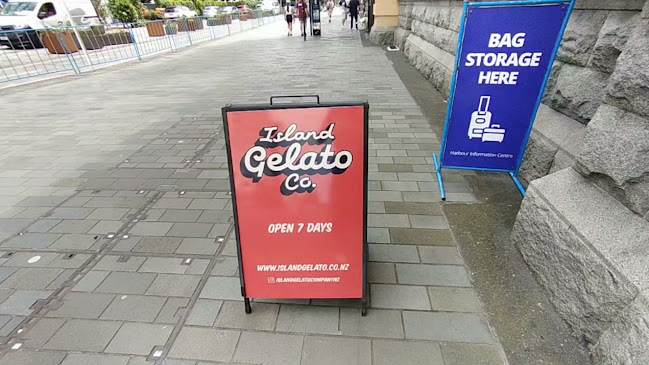 Island
Gelato
Co.
OPEN 7 DAYS
WWW.ISLANDGELATO.CO.NZ
ISLANDGELATOCOMPANYNZ
BAG
STORAGE
HERE
Harbour Information Centre